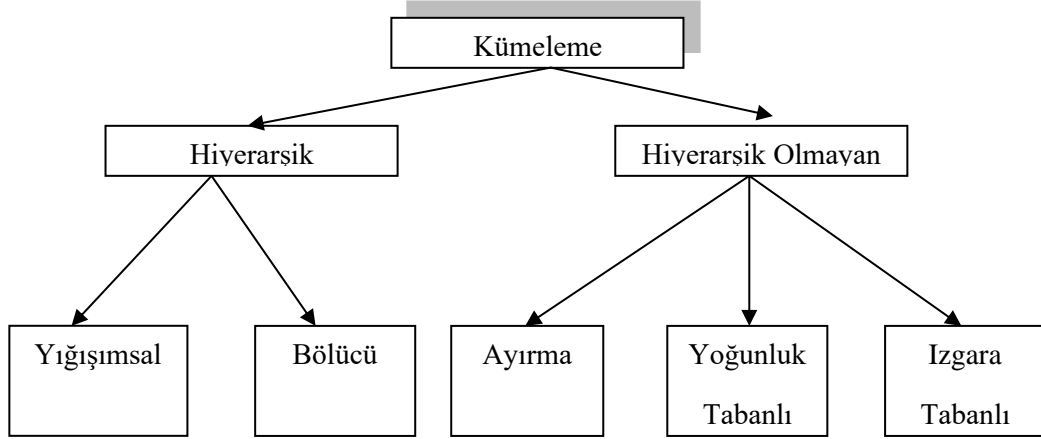 Kümeleme
Hiyerarşik
Hiyerarşik Olmayan
Yığışımsal
Bölücü
Ayırma
Yoğunluk
Tabanlı
Izgara
Tabanlı